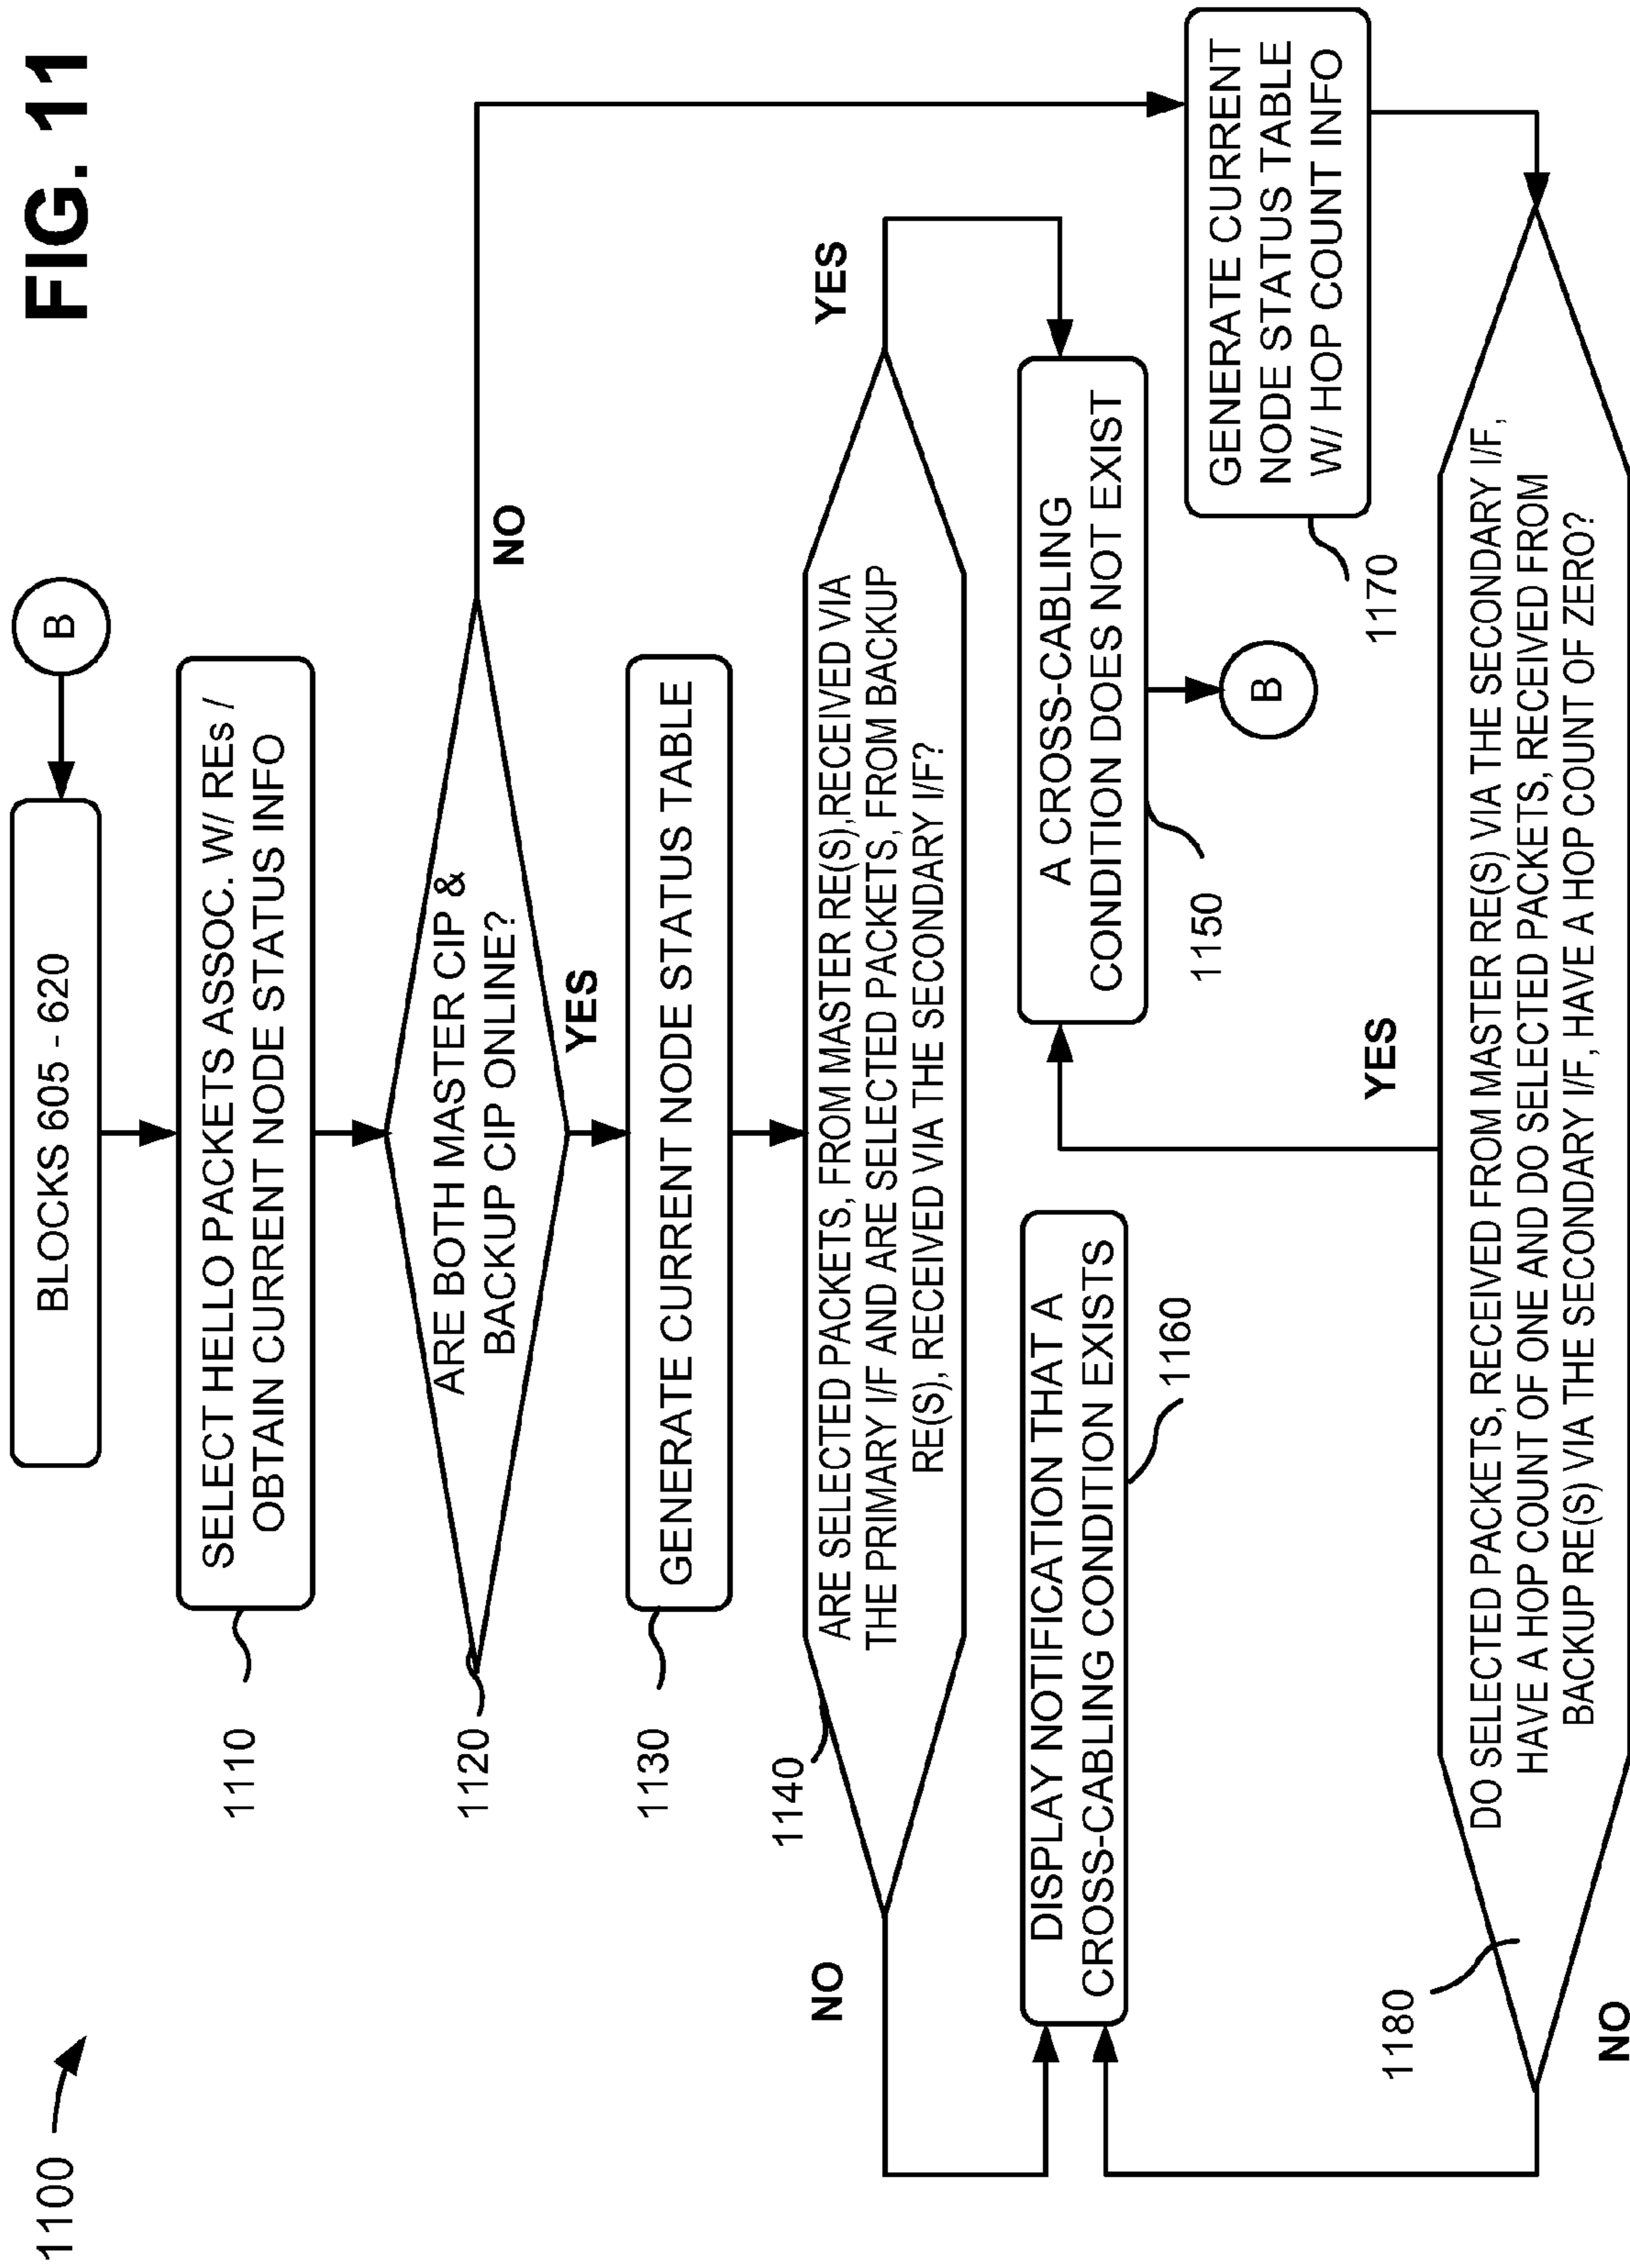 FIG. 11
1100
B
BLOCKS 605 - 620
SELECT HELLO PACKETS ASSOC. W/ REs /
OBTAIN CURRENT NODE STATUS INFO
1110
ARE BOTH MASTER CIP &
BACKUP CIP ONLINE?
1120
NO
YES
GENERATE CURRENT NODE STATUS TABLE
1130
ARE SELECTED PACKETS, FROM MASTER RE(S),RECEIVED VIA
THE PRIMARY I/F AND ARE SELECTED PACKETS, FROM BACKUP
RE(S), RECEIVED VIA THE SECONDARY I/F?
1140
NO
YES
DISPLAY NOTIFICATION THAT A
CROSS-CABLING CONDITION EXISTS
1160
A CROSS-CABLING
CONDITION DOES NOT EXIST
1150
B
GENERATE CURRENT
NODE STATUS TABLE
W/ HOP COUNT INFO
1170
YES
DO SELECTED PACKETS, RECEIVED FROM MASTER RE(S) VIA THE SECONDARY I/F,
HAVE A HOP COUNT OF ONE AND DO SELECTED PACKETS, RECEIVED FROM
BACKUP RE(S) VIA THE SECONDARY I/F, HAVE A HOP COUNT OF ZERO?
1180
NO